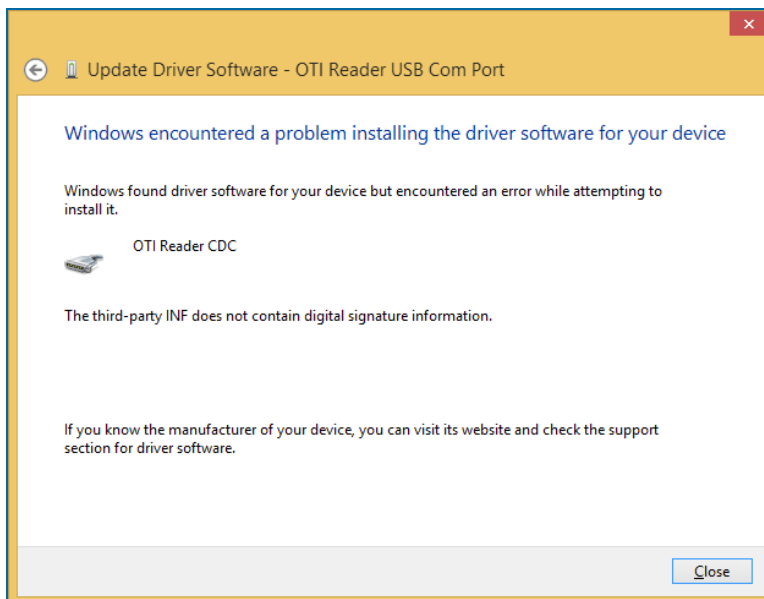 Update Driver Software - OTI Reader USB Com Port
Windows encountered a problem installing the driver software for your device
Windows found driver software for your device but encountered an error while attempting to
install it.
OTI Reader CDC
The third-party INF does not contain digital signature information.
If you know the manufacturer of your device, you can visit its website and check the support
section for driver software.
Close